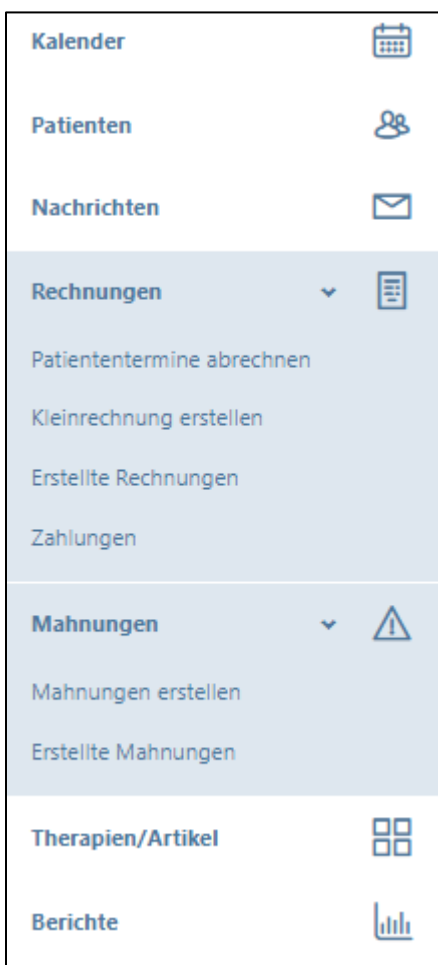 Kalender
Patienten
Nachrichten
Rechnungen
Patiententermine abrechnen
Kleinrechnung erstellen
Erstellte Rechnungen
Zahlungen
Mahnungen
Mahnungen erstellen
Erstellte Mahnungen
Therapien/Artikel
Berichte